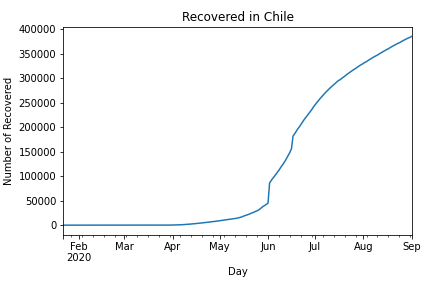 Recovered in Chile
Number of Recovered
400000
350000
300000
250000
200000
150000
100000
50000
0
Feb Mar Apr May Jun Jul Aug Sep
2020
Day